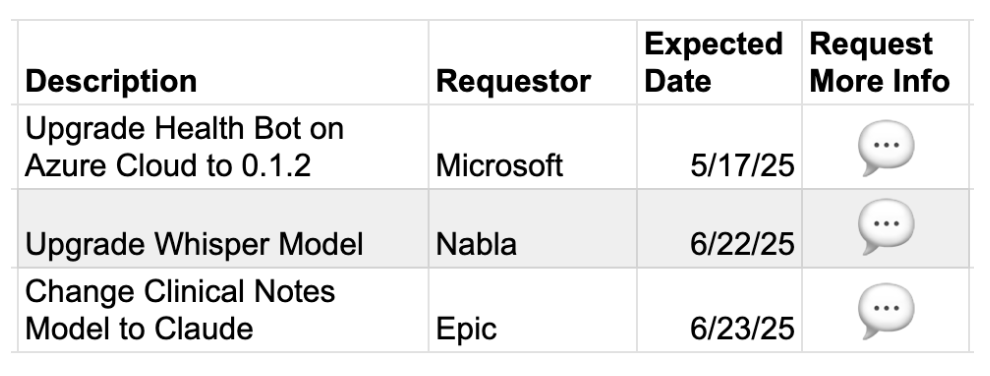 Description Requestor Expected Date Request More Info
Upgrade Health Bot on
Azure Cloud to 0.1.2 Microsoft 5/17/25
Upgrade Whisper Model Nabla 6/22/25
Change Clinical Notes
Model to Claude Epic 6/23/25